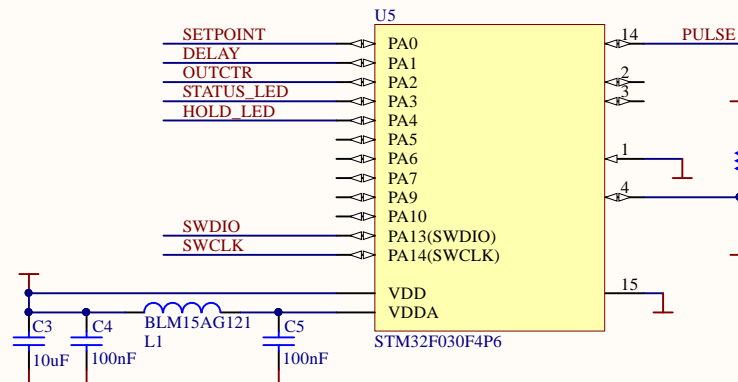 U5
SETPOINT PA0 14 PULSE
DELAY PA1
OUTCTR PA2 2
STATUS_LED PA3 3
HOLD_LED PA4
PA5
PA6 1
PA7
PA9 4
PA10
SWDIO PA13(SWDIO)
SWCLK PA14(SWCLK)
VDD 15
VDDA
C3 C4 BLM15AG121 C5
10uF 100nF L1 100nF
STM32F030F4P6